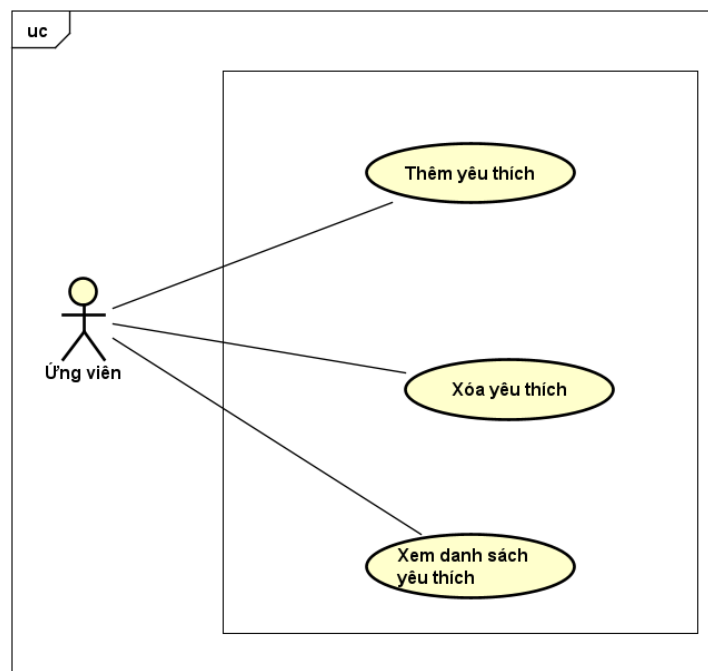 uc
Thêm yêu thích
Ứng viên
Xóa yêu thích
Xem danh sách
yêu thích